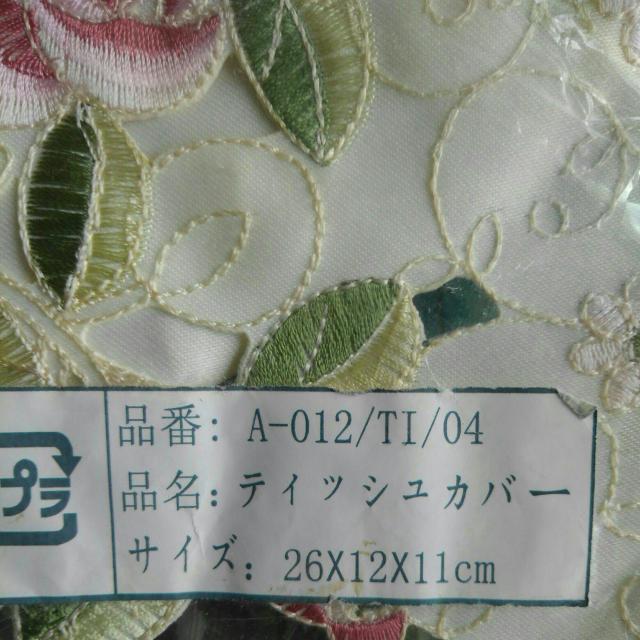 品番: A-012/TI/04
品名: ティッシュカバー
サイズ: 26X12X11cm
プラ